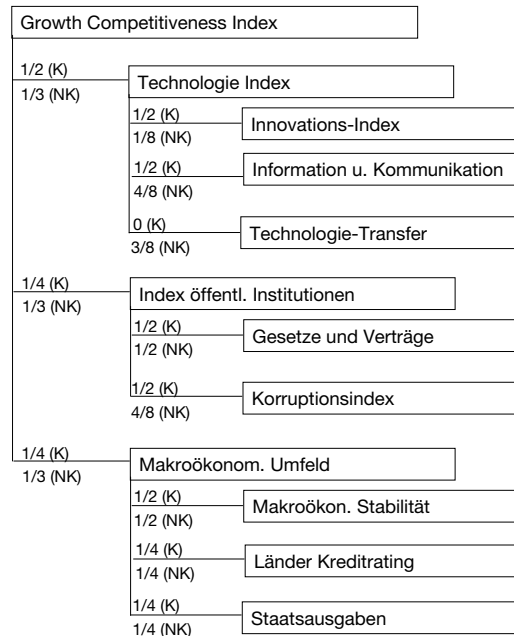 Growth Competitiveness Index
1/2 (K)
1/3 (NK)
Technologie Index
1/2 (K)
1/8 (NK)
Innovations-Index
1/2 (K)
4/8 (NK)
Information u. Kommunikation
0 (K)
3/8 (NK)
Technologie-Transfer
1/4 (K)
1/3 (NK)
Index öffentl. Institutionen
1/2 (K)
1/2 (NK)
Gesetze und Verträge
1/2 (K)
4/8 (NK)
Korruptionsindex
1/4 (K)
1/3 (NK)
Makroökonom. Umfeld
1/2 (K)
1/2 (NK)
Makroökon. Stabilität
1/4 (K)
1/4 (NK)
Länder Kreditrating
1/4 (K)
1/4 (NK)
Staatsausgaben